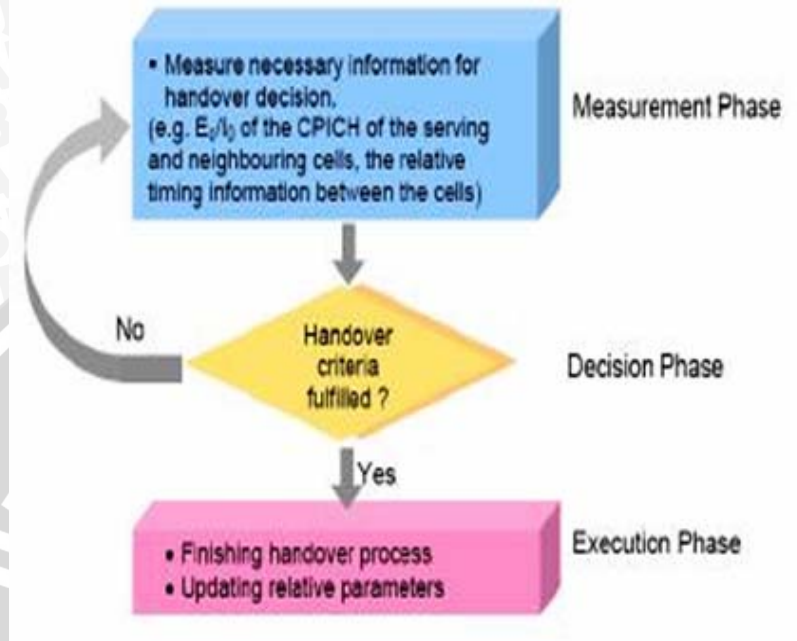 • Measure necessary information for
handover decision.
(e.g. Ec/I0 of the CPICH of the serving
and neighbouring cells, the relative
timing information between the cells)
Measurement Phase
No
Handover
criteria
fulfilled ?
Decision Phase
Yes
• Finishing handover process
• Updating relative parameters
Execution Phase